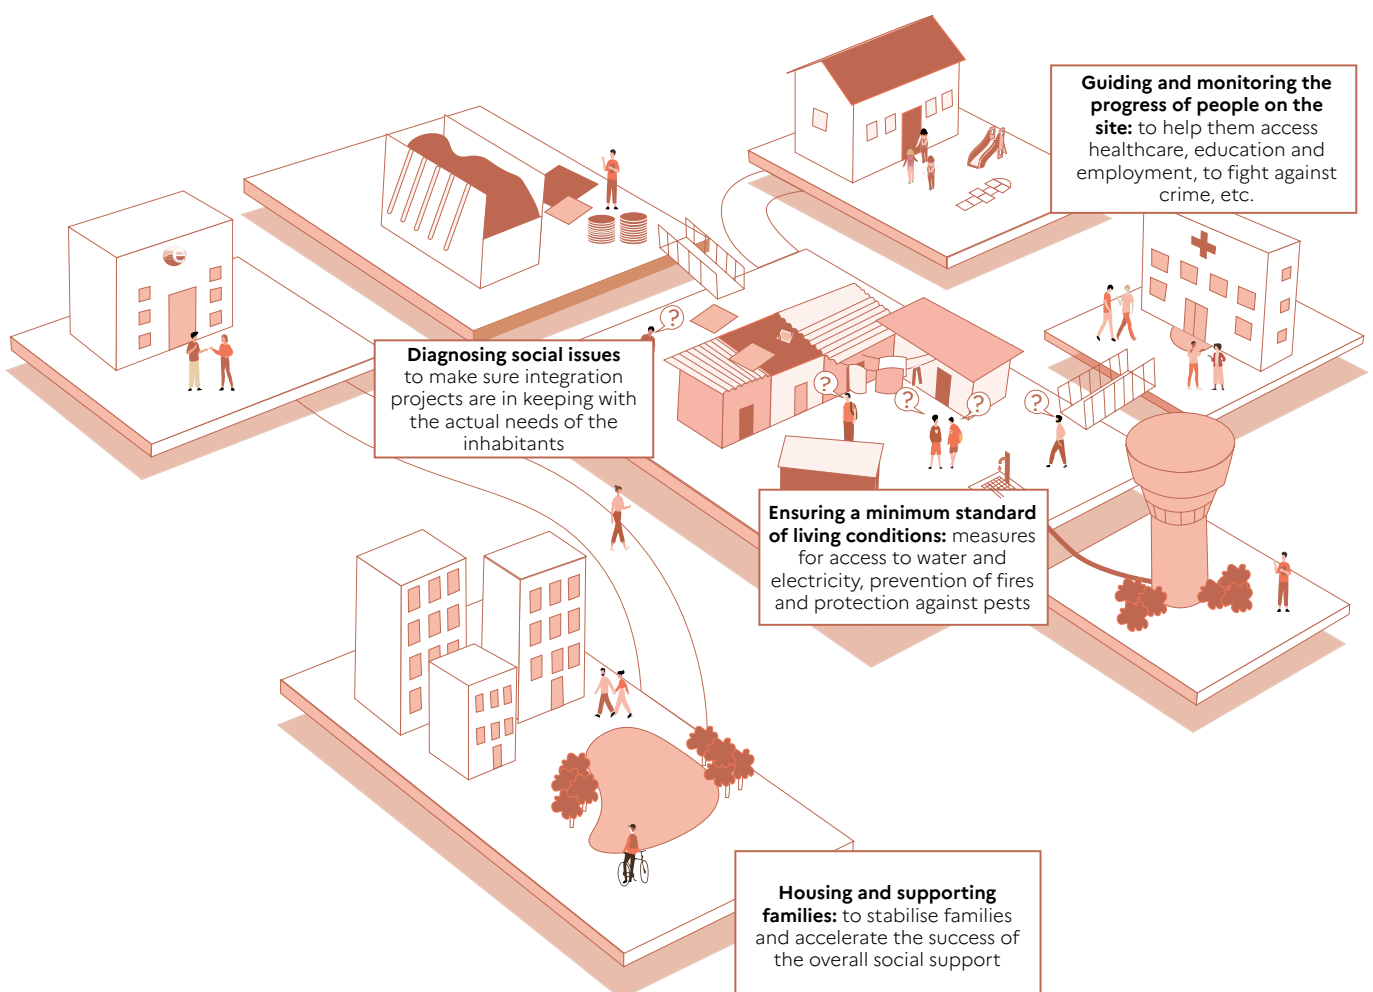 Guiding and monitoring the
progress of people on the
site: to help them access
healthcare, education and
employment, to fight against
crime, etc.
?
Diagnosing social issues
to make sure integration
projects are in keeping with
the actual needs of the
inhabitants
?
?
?
?
Ensuring a minimum standard
of living conditions: measures
for access to water and
electricity, prevention of fires
and protection against pests
Housing and supporting
families: to stabilise families
and accelerate the success of
the overall social support